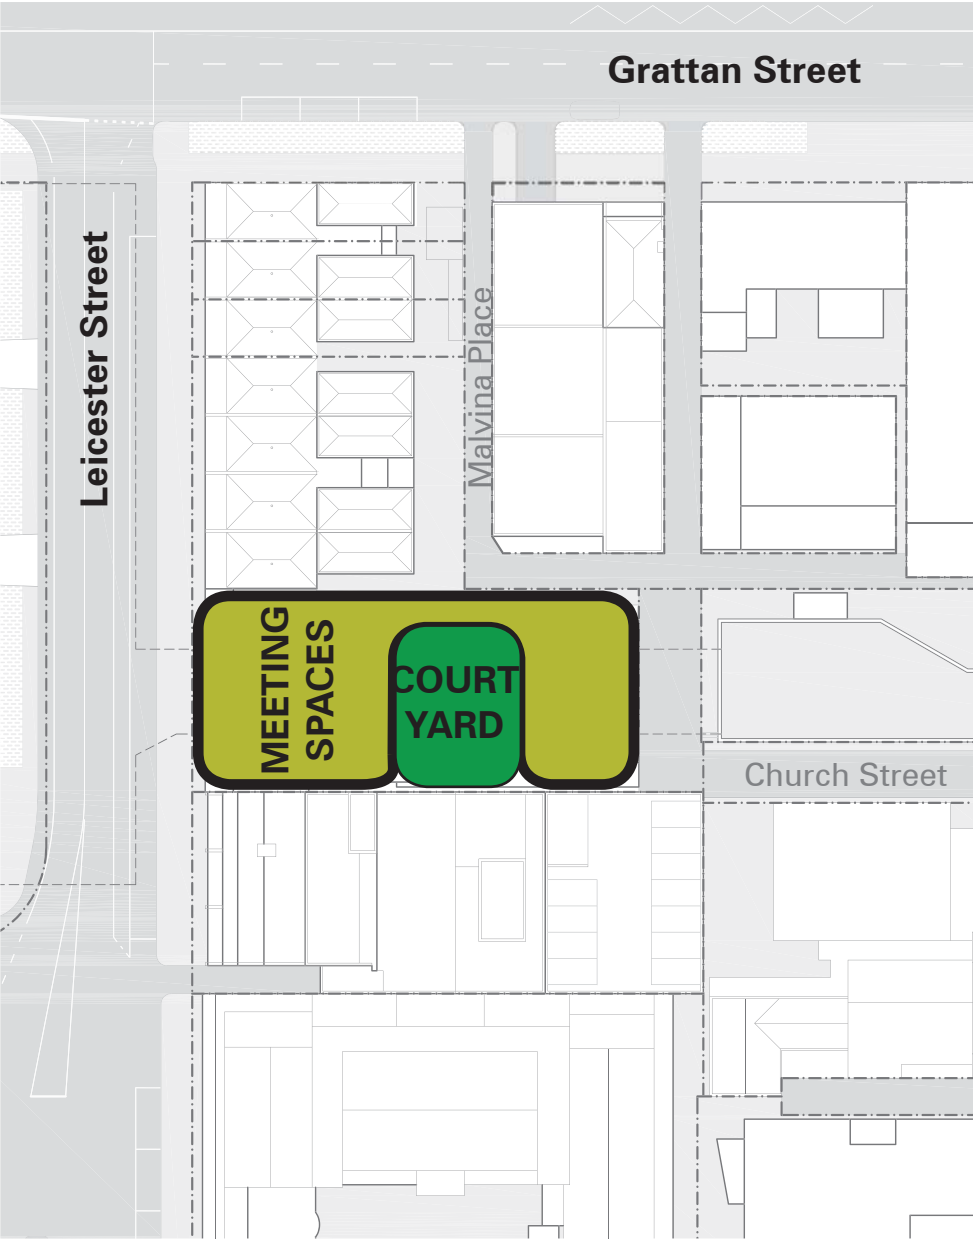 Grattan Street
Leicester Street
Malvina Place
MEETING
SPACES
COURT
YARD
Church Street